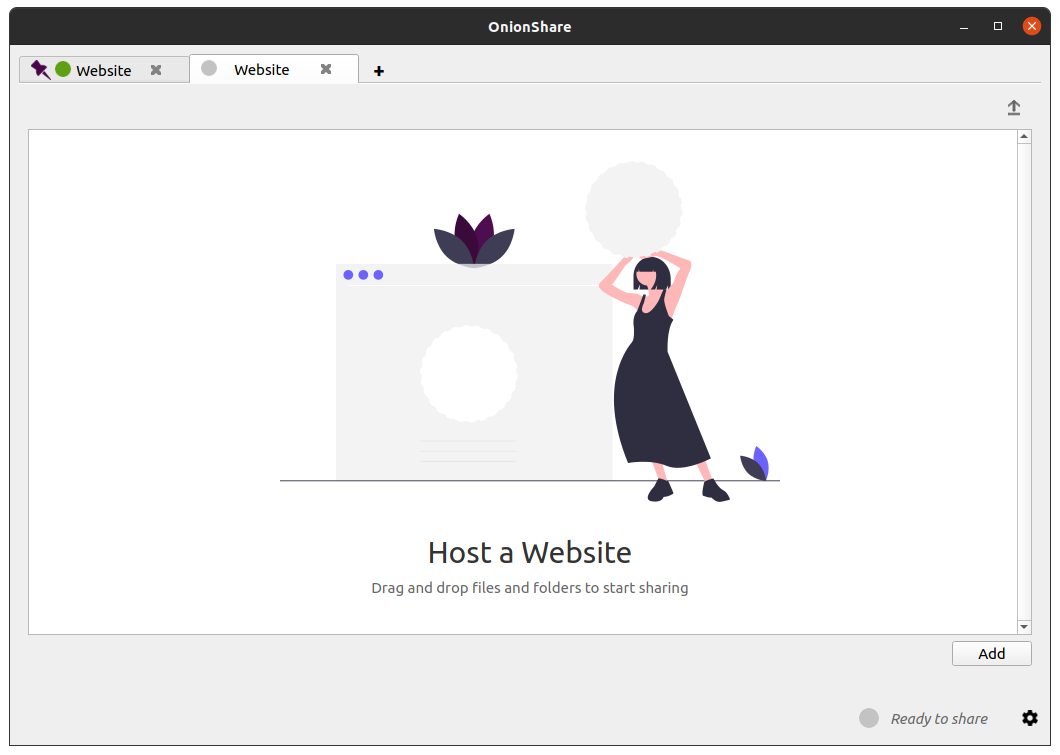 OnionShare
Website
Website
Host a Website
Drag and drop files and folders to start sharing
Add
Ready to share